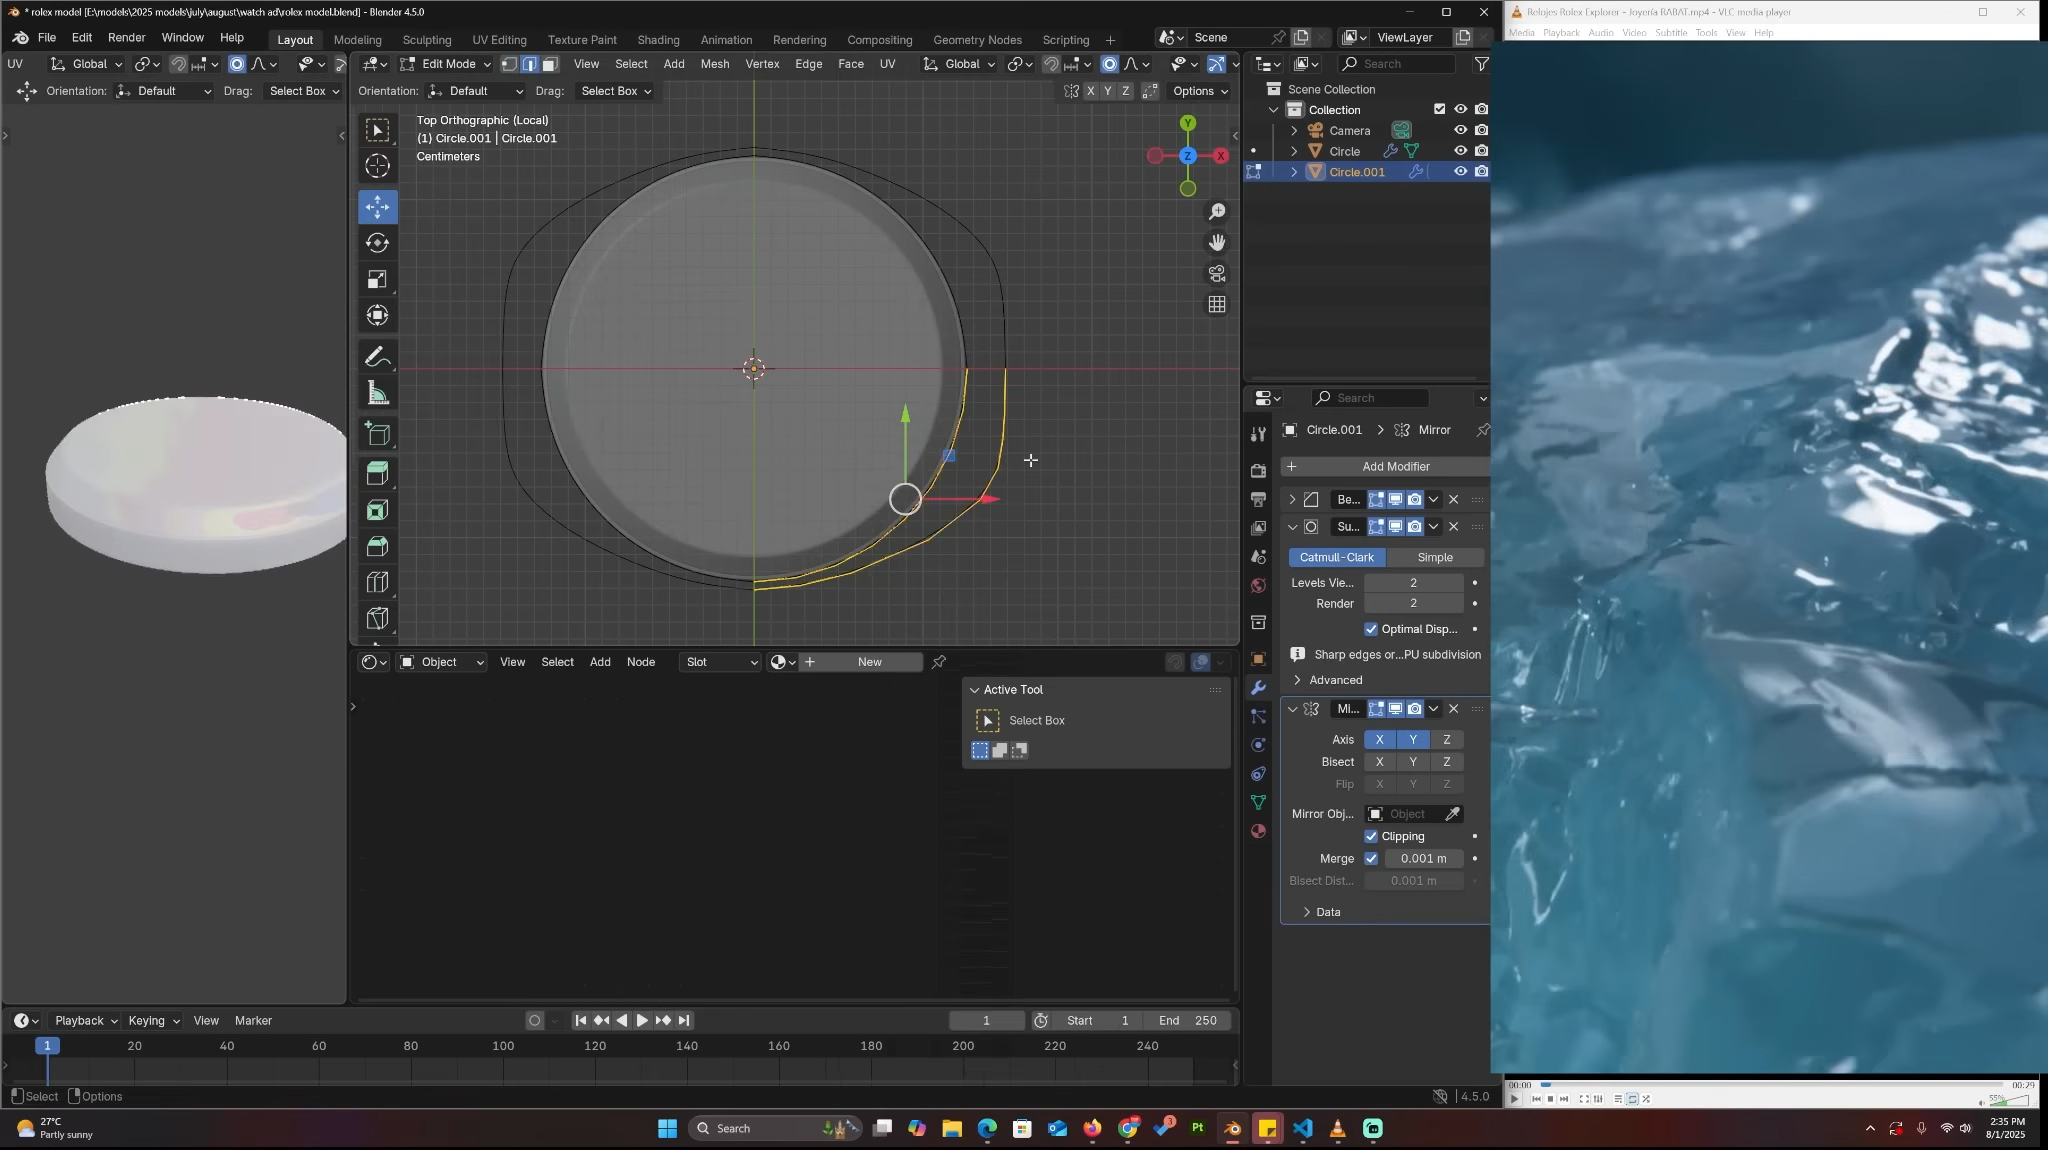 * rolex model [E:\models\2025 models\july\august\watch ad\rolex model.blend] - Blender 4.5.0
Relojes Rolex Explorer - Joyería RABAT.mp4 - VLC media player
File Edit Render Window Help
Layout Modeling Sculpting UV Editing Texture Paint Shading Animation Rendering Compositing Geometry Nodes Scripting +
Scene
ViewLayer
Media Playback Audio Video Subtitle Tools View Help
UV Global
Edit Mode View Select Add Mesh Vertex Edge Face UV Global
Search
Orientation: Default Drag: Select Box
Orientation: Default Drag: Select Box
X Y Z Options
Scene Collection
Collection
Camera
Circle
Circle.001
Top Orthographic (Local)
(1) Circle.001 | Circle.001
Centimeters
Y
Z
X
Search
Circle.001 > Mirror
+ Add Modifier
Be...
Su...
Catmull-Clark Simple
Levels Vie... 2
Render 2
Optimal Disp...
Sharp edges or...PU subdivision
Advanced
Mi...
Axis X Y Z
Bisect X Y Z
Flip X Y Z
Mirror Obj... Object
Clipping
Merge 0.001 m
Bisect Dist... 0.001 m
Data
Object View Select Add Node Slot + New
Active Tool
Select Box
Playback Keying View Marker
1 Start 1 End 250
1 20 40 60 80 100 120 140 160 180 200 220 240
Select Options
4.5.0
00:00 00:29
55%
27°C
Partly sunny
Search
3
Pt
2:35 PM
8/1/2025